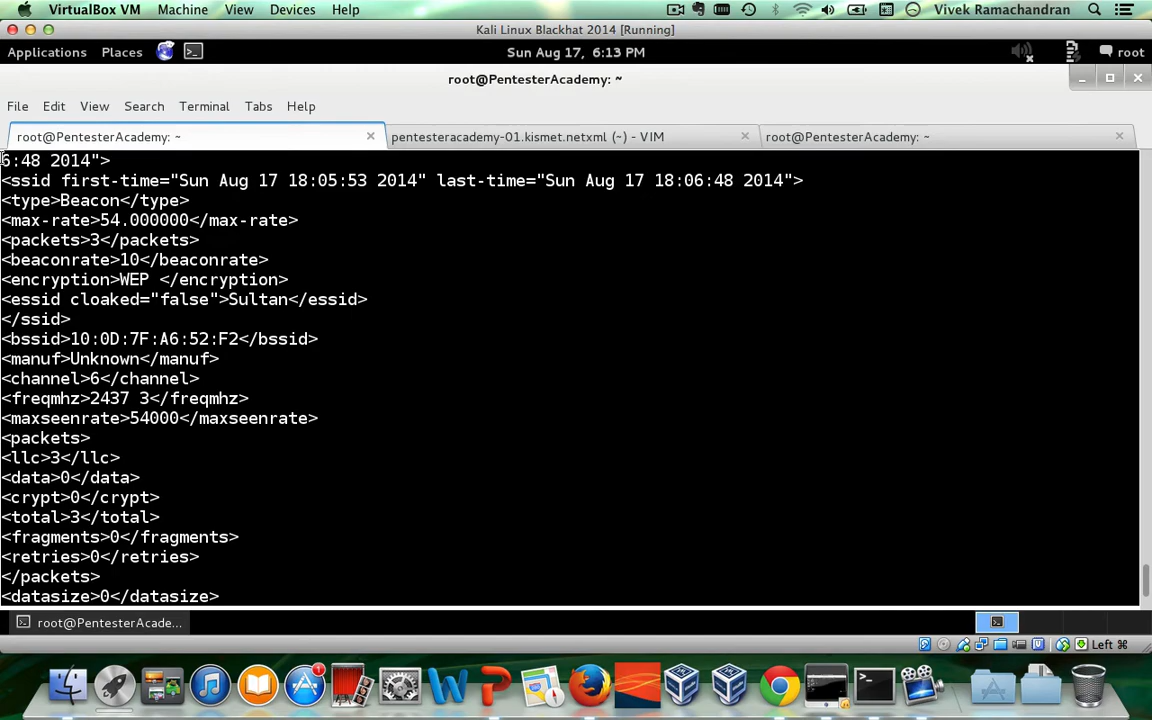 VirtualBox VM Machine View Devices Help Vivek Ramachandran
Kali Linux Blackhat 2014 [Running]
Applications Places Sun Aug 17, 6:13 PM root
root@PentesterAcademy: ~
File Edit View Search Terminal Tabs Help
root@PentesterAcademy: ~ pentesteracademy-01.kismet.netxml (~) - VIM root@PentesterAcademy: ~
6:48 2014">
<ssid first-time="Sun Aug 17 18:05:53 2014" last-time="Sun Aug 17 18:06:48 2014">
<type>Beacon</type>
<max-rate>54.000000</max-rate>
<packets>3</packets>
<beaconrate>10</beaconrate>
<encryption>WEP </encryption>
<essid cloaked="false">Sultan</essid>
</ssid>
<bssid>10:0D:7F:A6:52:F2</bssid>
<manuf>Unknown</manuf>
<channel>6</channel>
<freqmhz>2437 3</freqmhz>
<maxseenrate>54000</maxseenrate>
<packets>
<llc>3</llc>
<data>0</data>
<crypt>0</crypt>
<total>3</total>
<fragments>0</fragments>
<retries>0</retries>
</packets>
<datasize>0</datasize>
root@PentesterAcade...
Left ⌘
1